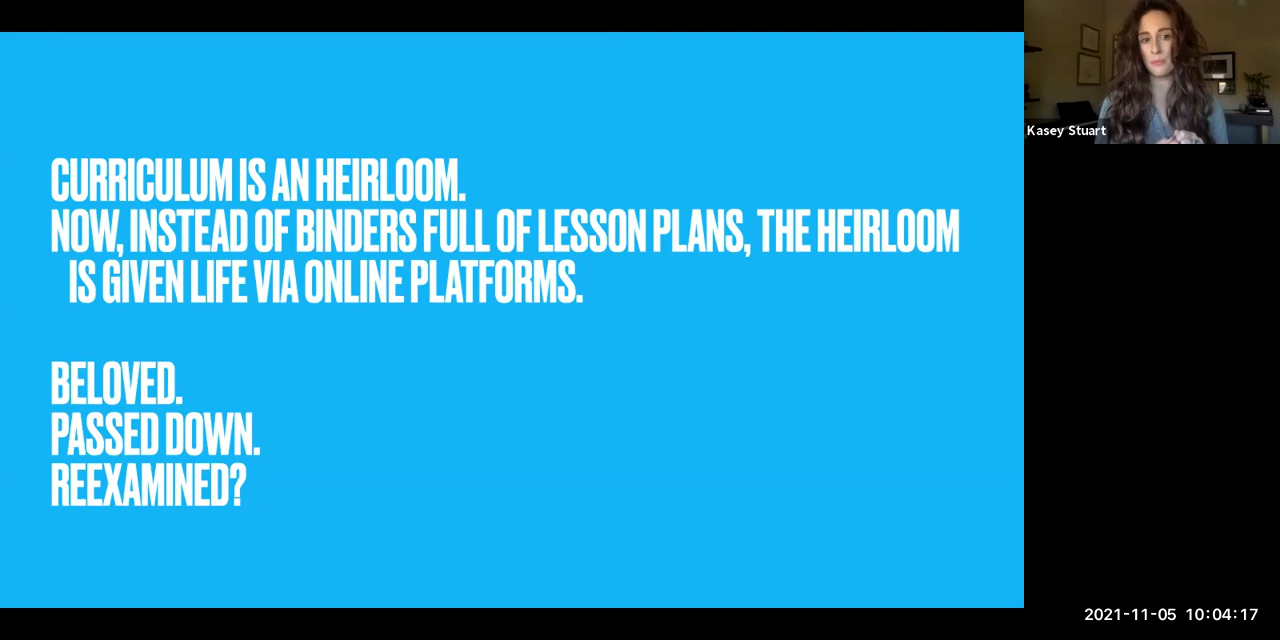 CURRICULUM IS AN HEIRLOOM.
NOW, INSTEAD OF BINDERS FULL OF LESSON PLANS, THE HEIRLOOM
IS GIVEN LIFE VIA ONLINE PLATFORMS.
BELOVED.
PASSED DOWN.
REEXAMINED?
Kasey Stuart
2021-11-05 10:04:17